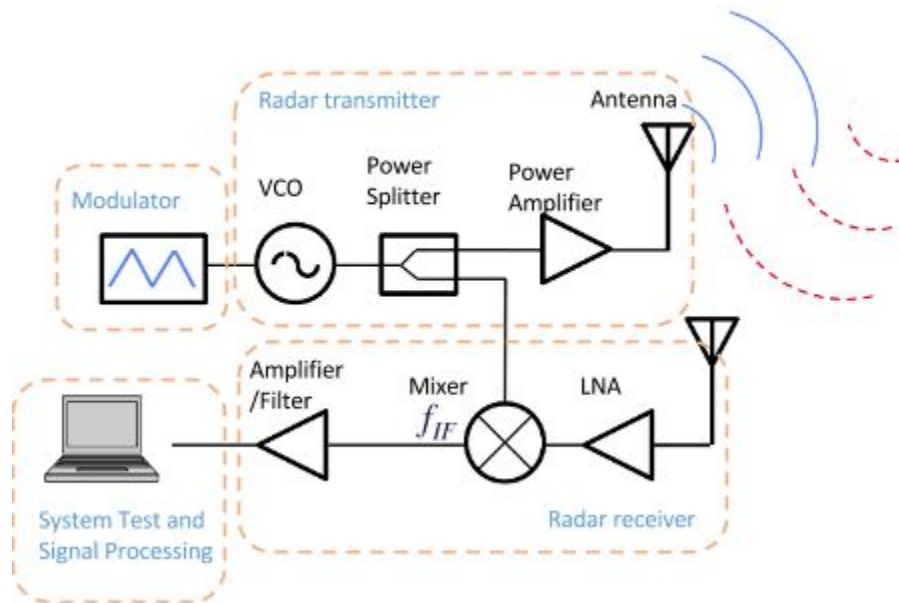 Radar transmitter
Antenna
Modulator
VCO
Power
Splitter
Power
Amplifier
Amplifier
/Filter
Mixer
f_IF
LNA
System Test and
Signal Processing
Radar receiver